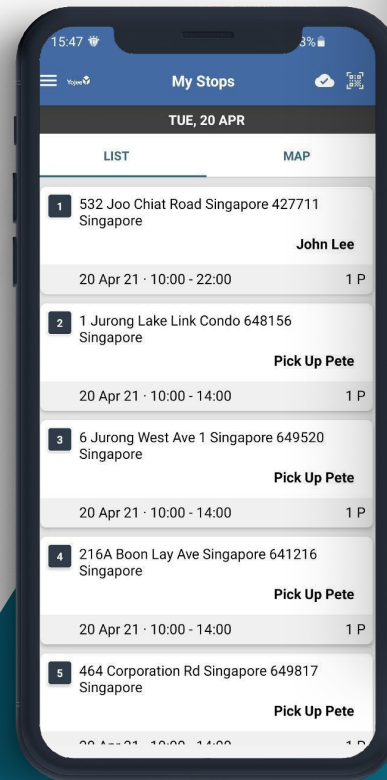 15:47
3%
Yojee
My Stops
TUE, 20 APR
LIST MAP
1 532 Joo Chiat Road Singapore 427711
Singapore
John Lee
20 Apr 21 · 10:00 - 22:00 1 P
2 1 Jurong Lake Link Condo 648156
Singapore
Pick Up Pete
20 Apr 21 · 10:00 - 14:00 1 P
3 6 Jurong West Ave 1 Singapore 649520
Singapore
Pick Up Pete
20 Apr 21 · 10:00 - 14:00 1 P
4 216A Boon Lay Ave Singapore 641216
Singapore
Pick Up Pete
20 Apr 21 · 10:00 - 14:00 1 P
5 464 Corporation Rd Singapore 649817
Singapore
Pick Up Pete